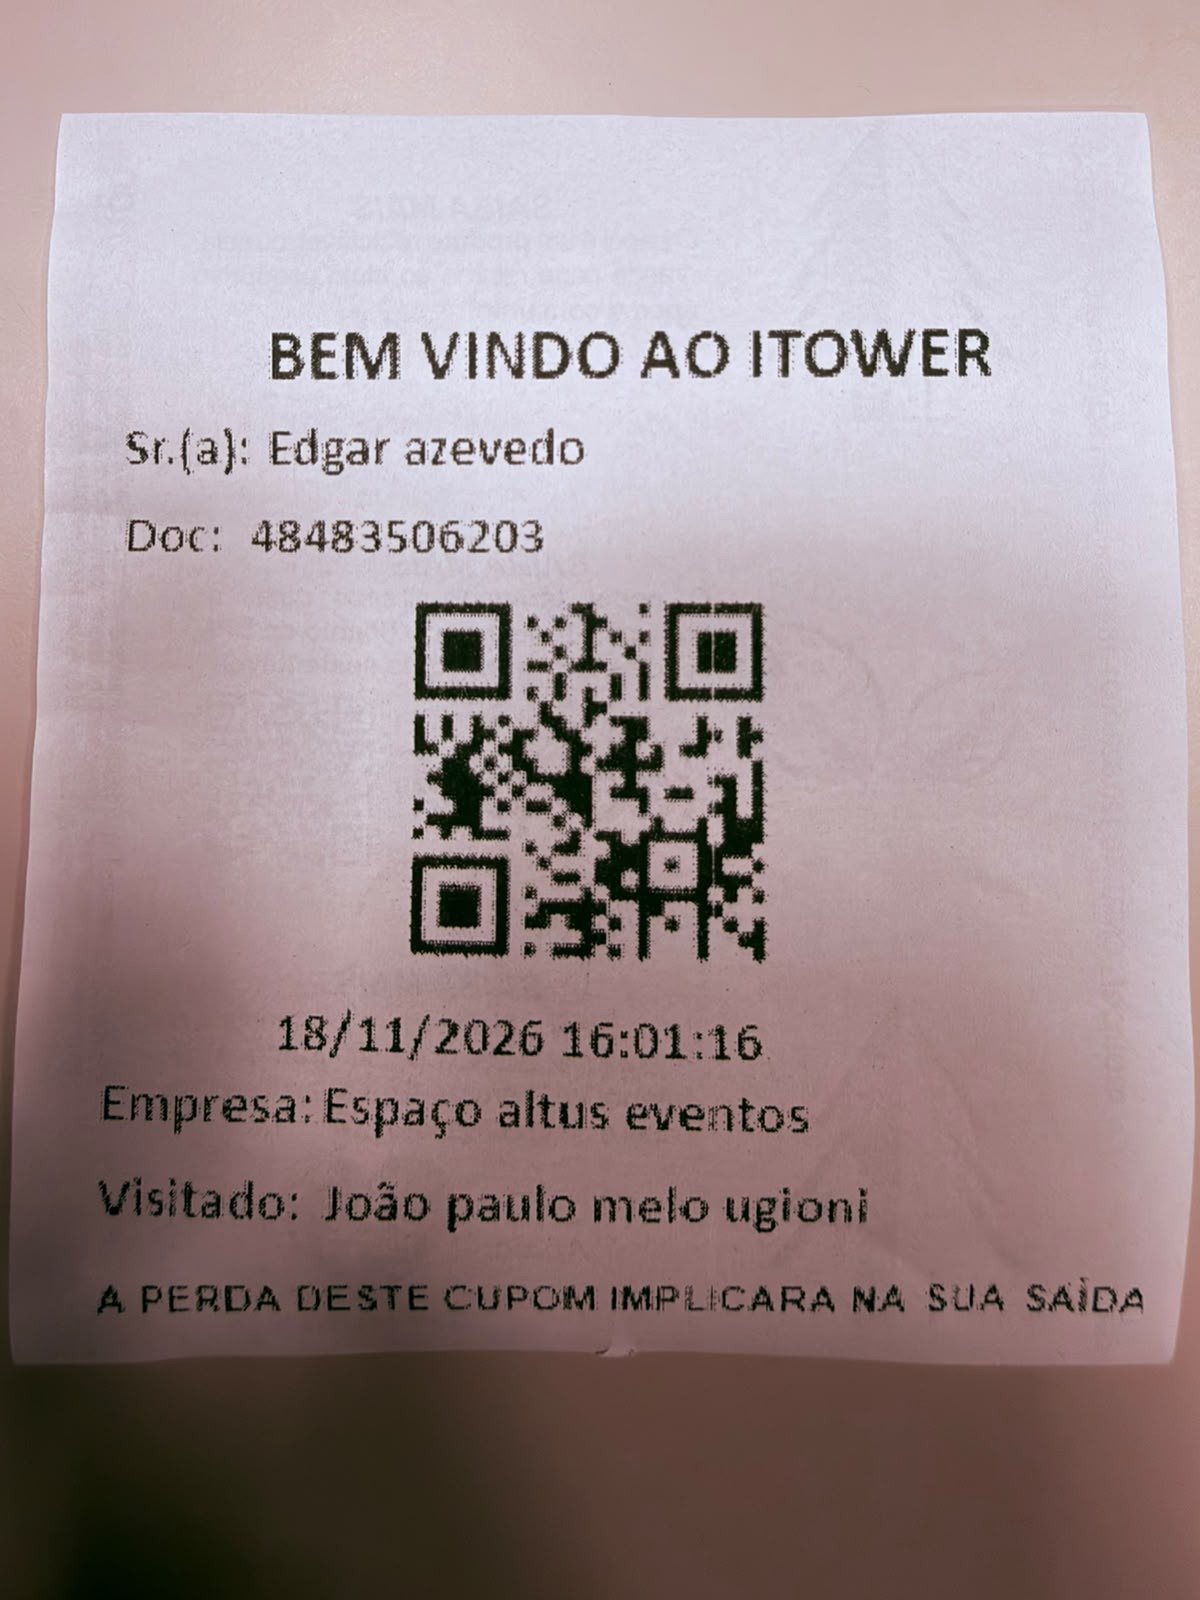 BEM VINDO AO ITOWER
Sr.(a): Edgar azevedo
Doc: 48483506203
18/11/2026 16:01:16
Empresa: Espaço altus eventos
Visitado: João paulo melo ugioni
A PERDA DESTE CUPOM IMPLICARA NA SUA SAÍDA